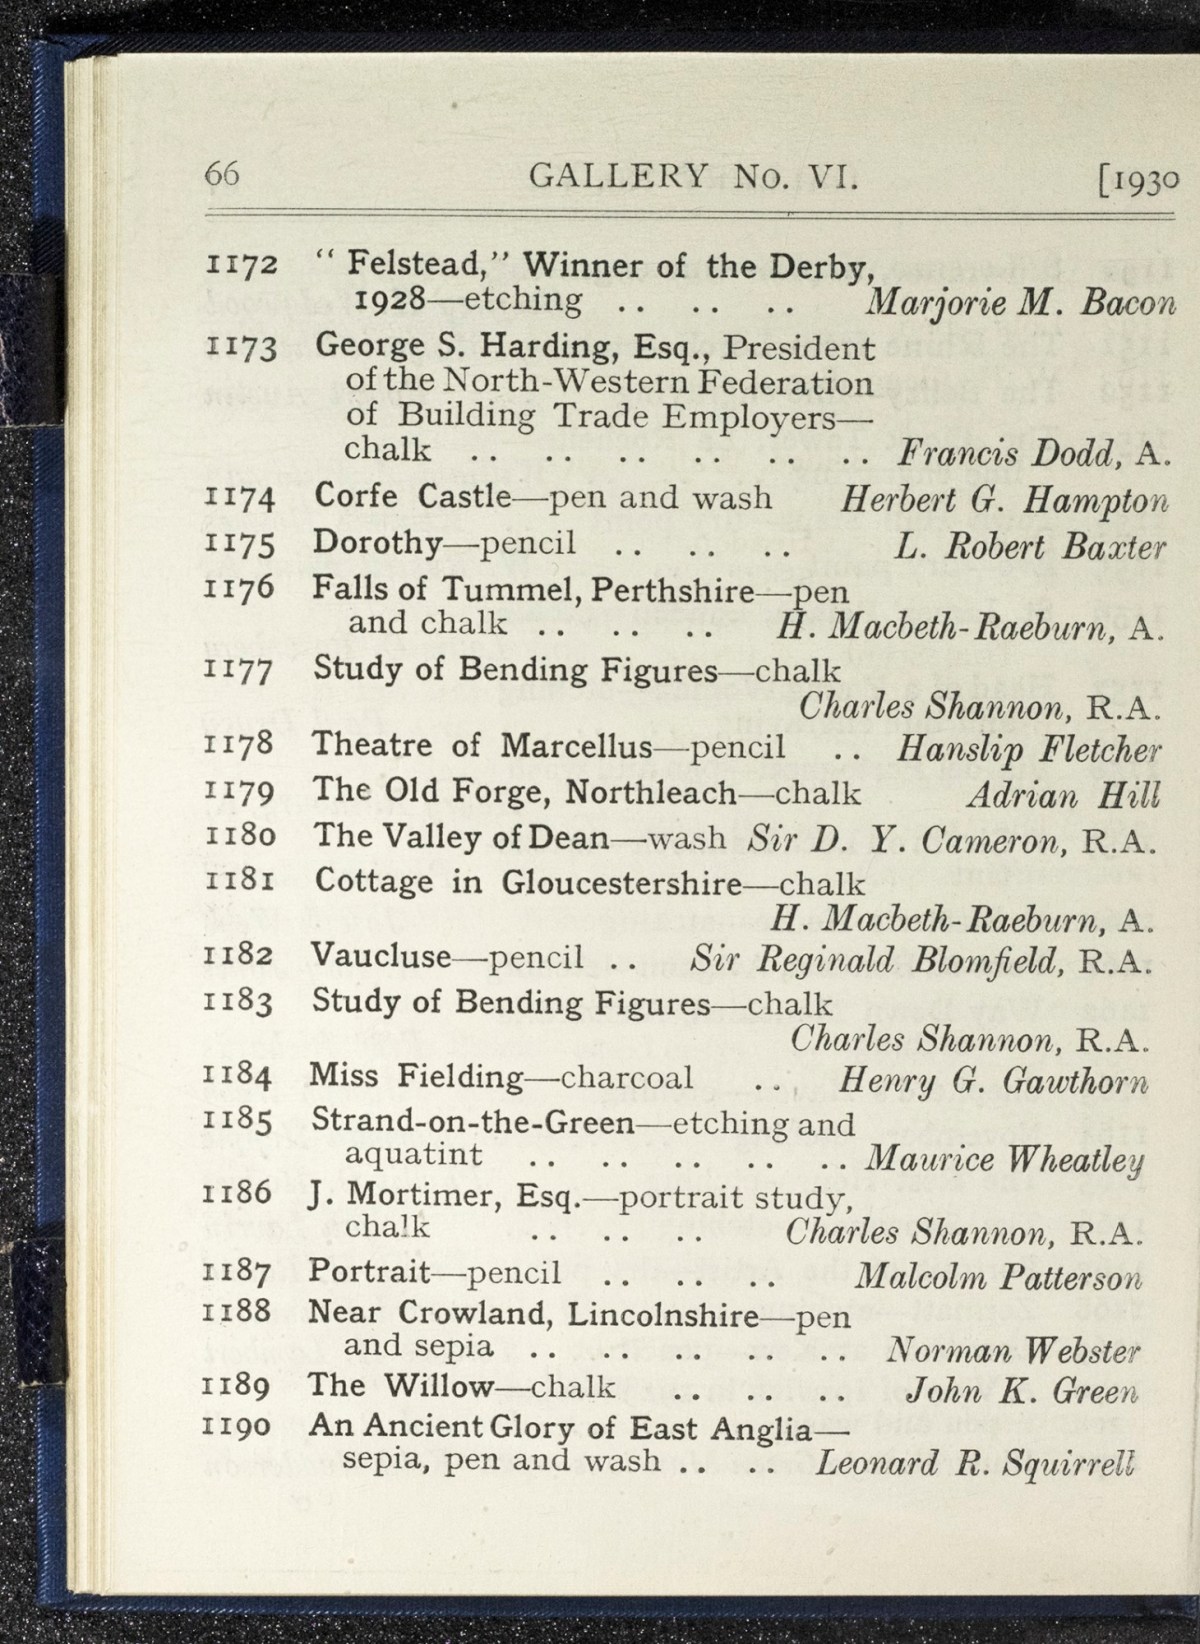 66 GALLERY No. VI. [1930
1172 “ Felstead,” Winner of the Derby,
1928—etching .. .. .. Marjorie M. Bacon
1173 George S. Harding, Esq., President
of the North-Western Federation
of Building Trade Employers—
chalk .. .. .. .. .. .. Francis Dodd, A.
1174 Corfe Castle—pen and wash Herbert G. Hampton
1175 Dorothy—pencil .. .. .. L. Robert Baxter
1176 Falls of Tummel, Perthshire—pen
and chalk .. .. .. H. Macbeth-Raeburn, A.
1177 Study of Bending Figures—chalk
Charles Shannon, R.A.
1178 Theatre of Marcellus—pencil .. Hanslip Fletcher
1179 The Old Forge, Northleach—chalk Adrian Hill
1180 The Valley of Dean—wash Sir D. Y. Cameron, R.A.
1181 Cottage in Gloucestershire—chalk
H. Macbeth-Raeburn, A.
1182 Vaucluse—pencil .. Sir Reginald Blomfield, R.A.
1183 Study of Bending Figures—chalk
Charles Shannon, R.A.
1184 Miss Fielding—charcoal .. Henry G. Gawthorn
1185 Strand-on-the-Green—etching and
aquatint .. .. .. .. .. Maurice Wheatley
1186 J. Mortimer, Esq.—portrait study,
chalk .. .. .. Charles Shannon, R.A.
1187 Portrait—pencil .. .. .. Malcolm Patterson
1188 Near Crowland, Lincolnshire—pen
and sepia .. .. .. .. .. Norman Webster
1189 The Willow—chalk .. .. .. John K. Green
1190 An Ancient Glory of East Anglia—
sepia, pen and wash .. .. Leonard R. Squirrell